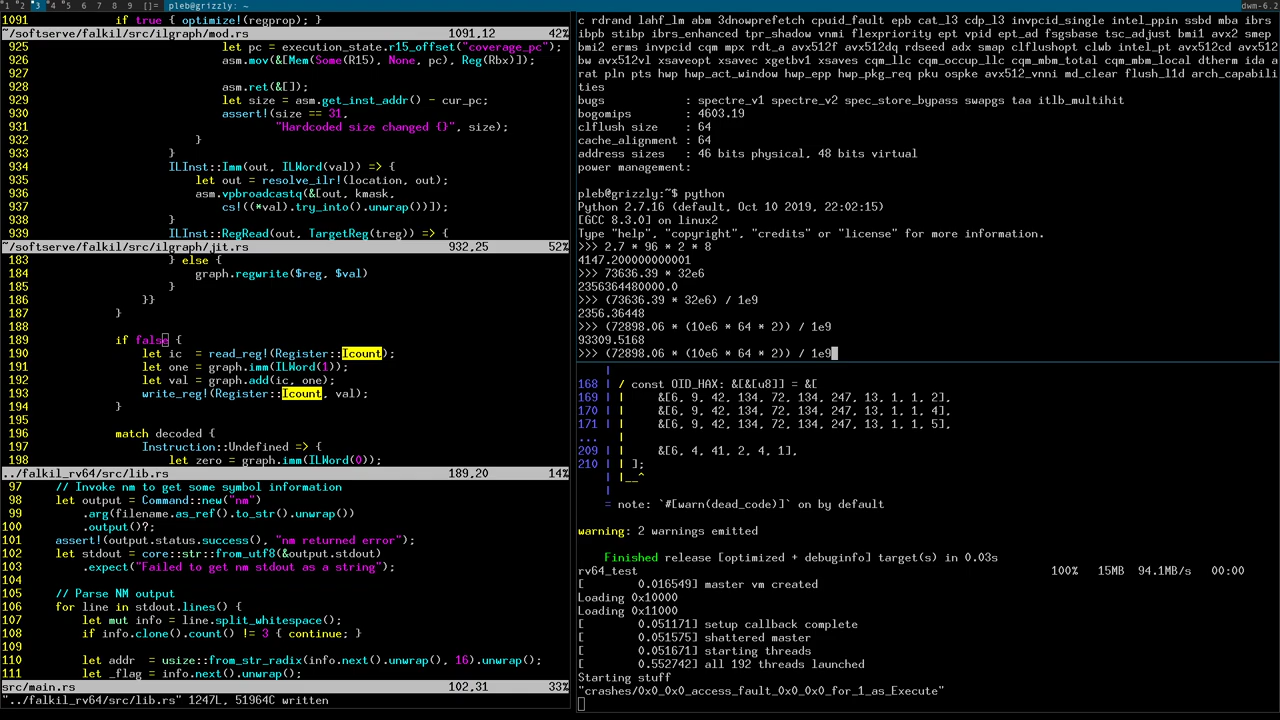 1 2 3 4 5 6 7 8 9 []= pleb@grizzly: ~ dwm-6.2
1091             if true { optimize!(regprop); }
~/softserve/falkil/src/ilgraph/mod.rs 1091,12 42%
925                             let pc = execution_state.r15_offset("coverage_pc");
926                             asm.mov(&[Mem(Some(R15), None, pc), Reg(Rbx)]);
927
928                             asm.ret(&[]);
929                             let size = asm.get_inst_addr() - cur_pc;
930                             assert!(size == 31,
931                                     "Hardcoded size changed {}", size);
932                         }
933                     }
934                     ILInst::Imm(out, ILWord(val)) => {
935                         let out = resolve_ilr!(location, out);
936                         asm.vpbroadcastq(&[out, kmask,
937                             cs!((*val).try_into().unwrap())]);
938                     }
939                     ILInst::RegRead(out, TargetReg(treg)) => {
~/softserve/falkil/src/ilgraph/jit.rs 932,25 52%
183                     } else {
184                         graph.regwrite($reg, $val)
185                     }
186                 }}
187             }
188
189             if false {
190                 let ic  = read_reg!(Register::Icount);
191                 let one = graph.imm(ILWord(1));
192                 let val = graph.add(ic, one);
193                 write_reg!(Register::Icount, val);
194             }
195
196             match decoded {
197                 Instruction::Undefined => {
198                     let zero = graph.imm(ILWord(0));
../falkil_rv64/src/lib.rs 189,20 14%
97     // Invoke nm to get some symbol information
98     let output = Command::new("nm")
99         .arg(filename.as_ref().to_str().unwrap())
100         .output()?;
101     assert!(output.status.success(), "nm returned error");
102     let stdout = core::str::from_utf8(&output.stdout)
103         .expect("Failed to get nm stdout as a string");
104
105     // Parse NM output
106     for line in stdout.lines() {
107         let mut info = line.split_whitespace();
108         if info.clone().count() != 3 { continue; }
109
110         let addr  = usize::from_str_radix(info.next().unwrap(), 16).unwrap();
111         let _flag = info.next().unwrap();
src/main.rs 102,31 33%
"../falkil_rv64/src/lib.rs" 1247L, 51964C written
c rdrand lahf_lm abm 3dnowprefetch cpuid_fault epb cat_l3 cdp_l3 invpcid_single intel_ppin ssbd mba ibrs
ibpb stibp ibrs_enhanced tpr_shadow vnmi flexpriority ept vpid ept_ad fsgsbase tsc_adjust bmi1 avx2 smep
bmi2 erms invpcid cqm mpx rdt_a avx512f avx512dq rdseed adx smap clflushopt clwb intel_pt avx512cd avx512
bw avx512vl xsaveopt xsavec xgetbv1 xsaves cqm_llc cqm_occup_llc cqm_mbm_total cqm_mbm_local dtherm ida a
rat pln pts hwp hwp_act_window hwp_epp hwp_pkg_req pku ospke avx512_vnni md_clear flush_l1d arch_capabili
ties
bugs            : spectre_v1 spectre_v2 spec_store_bypass swapgs taa itlb_multihit
bogomips        : 4603.19
clflush size    : 64
cache_alignment : 64
address sizes   : 46 bits physical, 48 bits virtual
power management:
pleb@grizzly:~$ python
Python 2.7.16 (default, Oct 10 2019, 22:02:15)
[GCC 8.3.0] on linux2
Type "help", "copyright", "credits" or "license" for more information.
>>> 2.7 * 96 * 2 * 8
4147.200000000001
>>> 73636.39 * 32e6
2356364480000.0
>>> (73636.39 * 32e6) / 1e9
2356.36448
>>> (72898.06 * (10e6 * 64 * 2)) / 1e9
93309.5168
>>> (72898.06 * (10e6 * 64 * 2)) / 1e9
    |
168 | / const OID_HAX: &[&[u8]] = &[
169 | |     &[6, 9, 42, 134, 72, 134, 247, 13, 1, 1, 2],
170 | |     &[6, 9, 42, 134, 72, 134, 247, 13, 1, 1, 4],
171 | |     &[6, 9, 42, 134, 72, 134, 247, 13, 1, 1, 5],
... |
209 | |     &[6, 4, 41, 2, 4, 1],
210 | | ];
    | |__^
    |
    = note: `#[warn(dead_code)]` on by default
warning: 2 warnings emitted
    Finished release [optimized + debuginfo] target(s) in 0.03s
rv64_test 100% 15MB 94.1MB/s 00:00
[        0.016549] master vm created
Loading 0x10000
Loading 0x11000
[        0.051171] setup callback complete
[        0.051575] shattered master
[        0.051671] starting threads
[        0.552742] all 192 threads launched
Starting stuff
"crashes/0x0_0x0_access_fault_0x0_0x0_for_1_as_Execute"